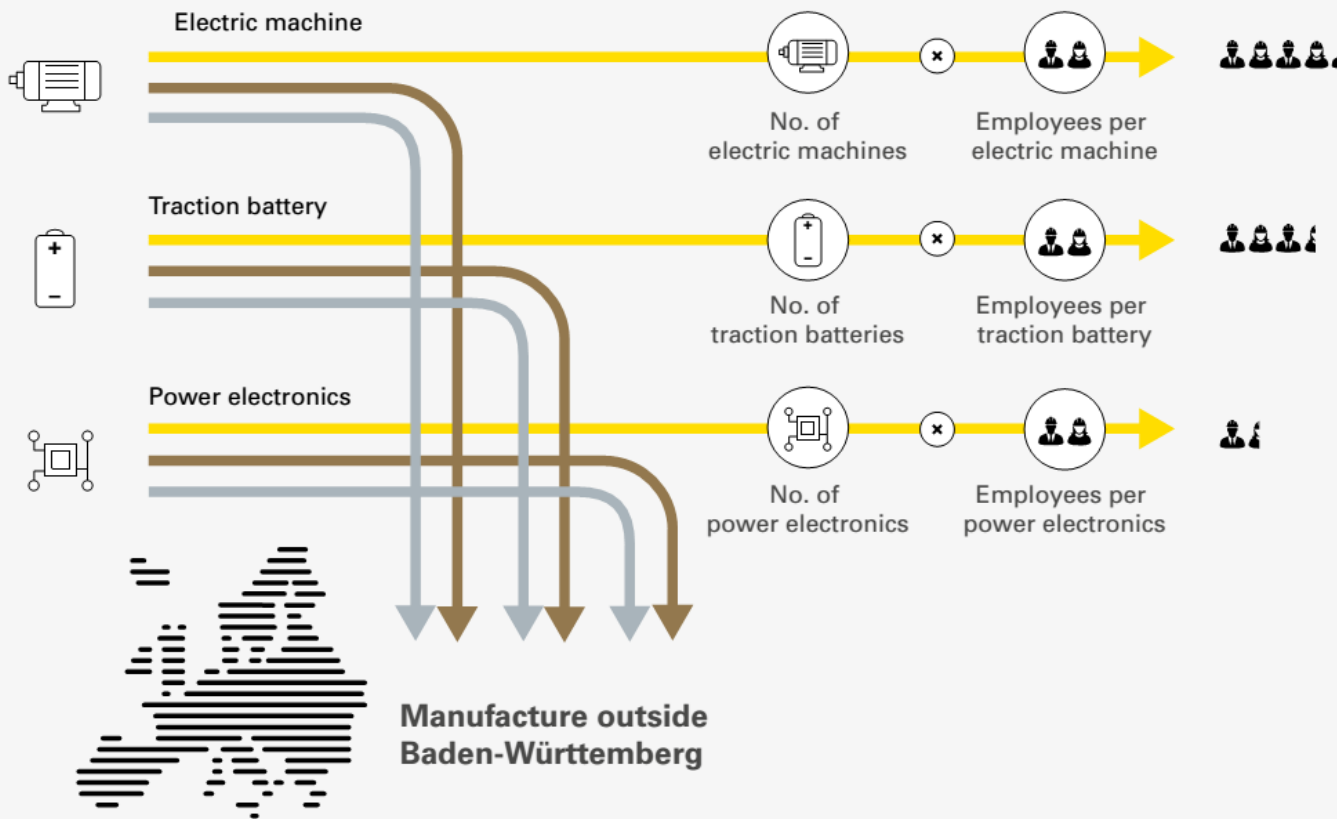 Electric machine
No. of
electric machines
Employees per
electric machine
Traction battery
No. of
traction batteries
Employees per
traction battery
Power electronics
No. of
power electronics
Employees per
power electronics
Manufacture outside
Baden-Württemberg